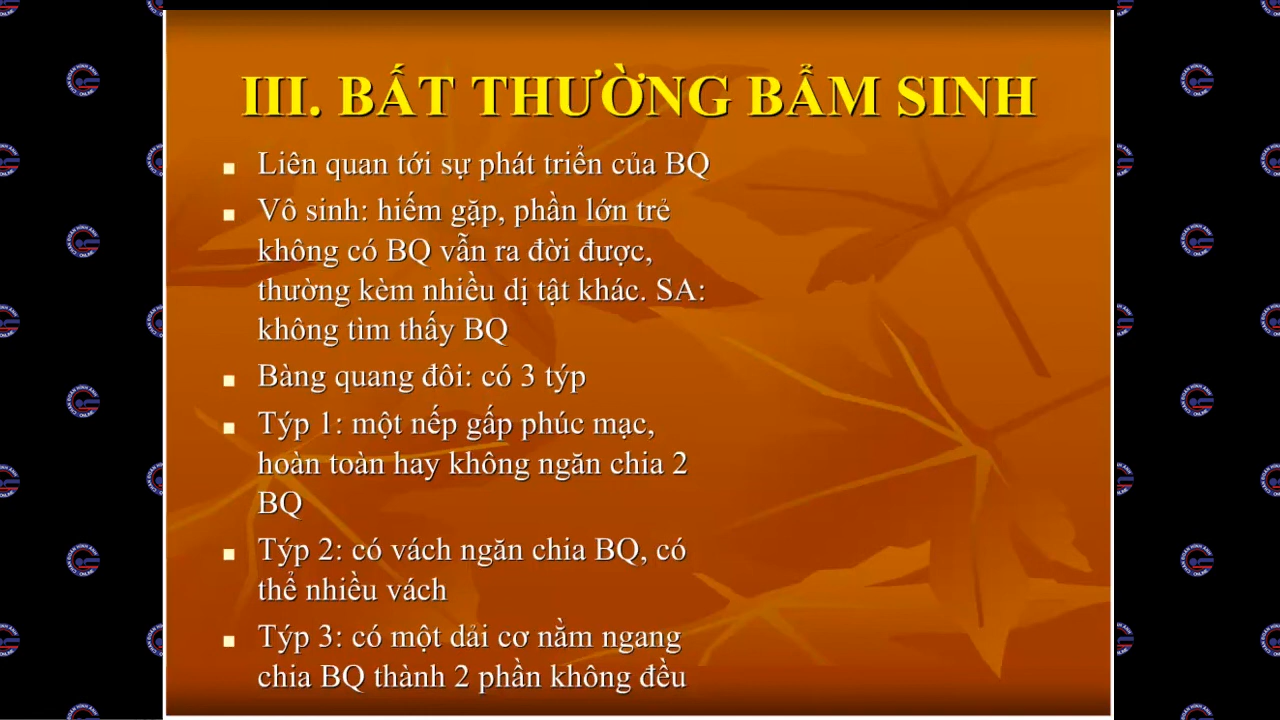 III. BẤT THƯỜNG BẨM SINH
Liên quan tới sự phát triển của BQ
Vô sinh: hiếm gặp, phần lớn trẻ
không có BQ vẫn ra đời được,
thường kèm nhiều dị tật khác. SA:
không tìm thấy BQ
Bàng quang đôi: có 3 týp
Týp 1: một nếp gấp phúc mạc,
hoàn toàn hay không ngăn chia 2
BQ
Týp 2: có vách ngăn chia BQ, có
thể nhiều vách
Týp 3: có một dải cơ nằm ngang
chia BQ thành 2 phần không đều